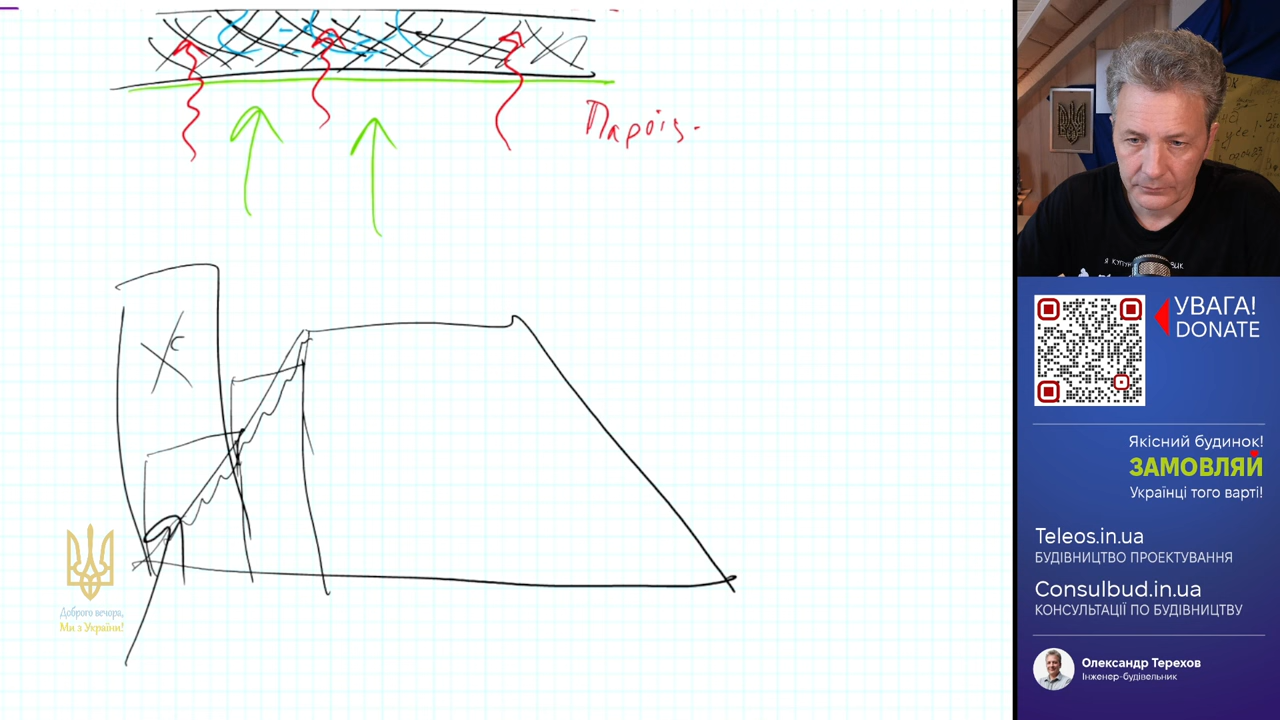 Пароіз.
Xc
Доброго вечора,
Ми з України!
УВАГА!
DONATE
Якісний будинок!
ЗАМОВЛЯЙ
Українці того варті!
Teleos.in.ua
БУДІВНИЦТВО ПРОЕКТУВАННЯ
Consulbud.in.ua
КОНСУЛЬТАЦІЇ ПО БУДІВНИЦТВУ
Олександр Терехов
Інженер-будівельник